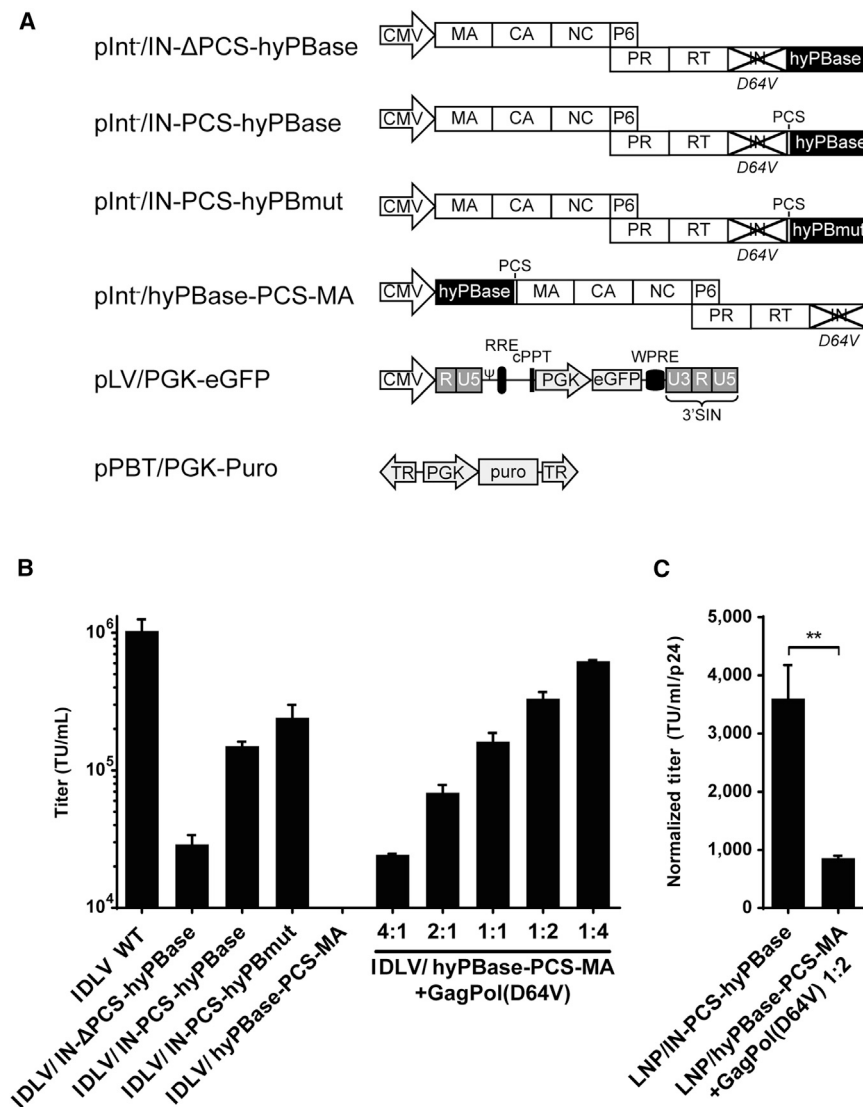 A
pInt⁻/IN-ΔPCS-hyPBase
CMV MA CA NC P6
PR RT IN hyPBase
D64V
pInt⁻/IN-PCS-hyPBase
CMV MA CA NC P6
PCS
PR RT IN hyPBase
D64V
pInt⁻/IN-PCS-hyPBmut
CMV MA CA NC P6
PCS
PR RT IN hyPBmut
D64V
PCS
pInt⁻/hyPBase-PCS-MA
CMV hyPBase MA CA NC P6
PR RT IN
D64V
RRE
cPPT WPRE
pLV/PGK-eGFP
CMV R U5 Ψ PGK eGFP U3 R U5
3'SIN
pPBT/PGK-Puro
TR PGK puro TR
B
Titer (TU/mL)
10⁶
10⁵
10⁴
IDLV WT
IDLV/ IN-ΔPCS-hyPBase
IDLV/ IN-PCS-hyPBase
IDLV/ IN-PCS-hyPBmut
IDLV/ hyPBase-PCS-MA
4:1 2:1 1:1 1:2 1:4
IDLV/ hyPBase-PCS-MA
+GagPol(D64V)
C
Normalized titer (TU/ml/p24)
5,000
4,000
3,000
2,000
1,000
0
**
LNP/IN-PCS-hyPBase
LNP/hyPBase-PCS-MA
+GagPol(D64V) 1:2